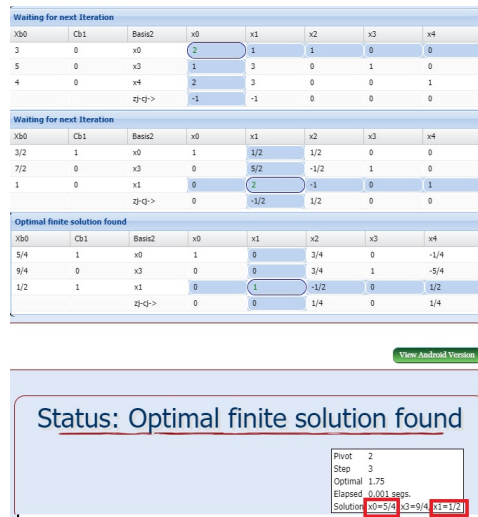 Waiting for next Iteration
Xb0 Cb1 Basis2 x0 x1 x2 x3 x4
3 0 x0 2 1 1 0 0
5 0 x3 1 3 0 1 0
4 0 x4 2 3 0 0 1
zj-cj-> -1 -1 0 0 0
Waiting for next Iteration
Xb0 Cb1 Basis2 x0 x1 x2 x3 x4
3/2 1 x0 1 1/2 1/2 0 0
7/2 0 x3 0 5/2 -1/2 1 0
1 0 x1 0 2 -1 0 1
zj-cj-> 0 -1/2 1/2 0 0
Optimal finite solution found
Xb0 Cb1 Basis2 x0 x1 x2 x3 x4
5/4 1 x0 1 0 3/4 0 -1/4
9/4 0 x3 0 0 3/4 1 -5/4
1/2 1 x1 0 1 -1/2 0 1/2
zj-cj-> 0 0 1/4 0 1/4
View Android Version
Status: Optimal finite solution found
Pivot 2
Step 3
Optimal 1.75
Elapsed 0.001 segs.
Solution x0=5/4, x3=9/4, x1=1/2